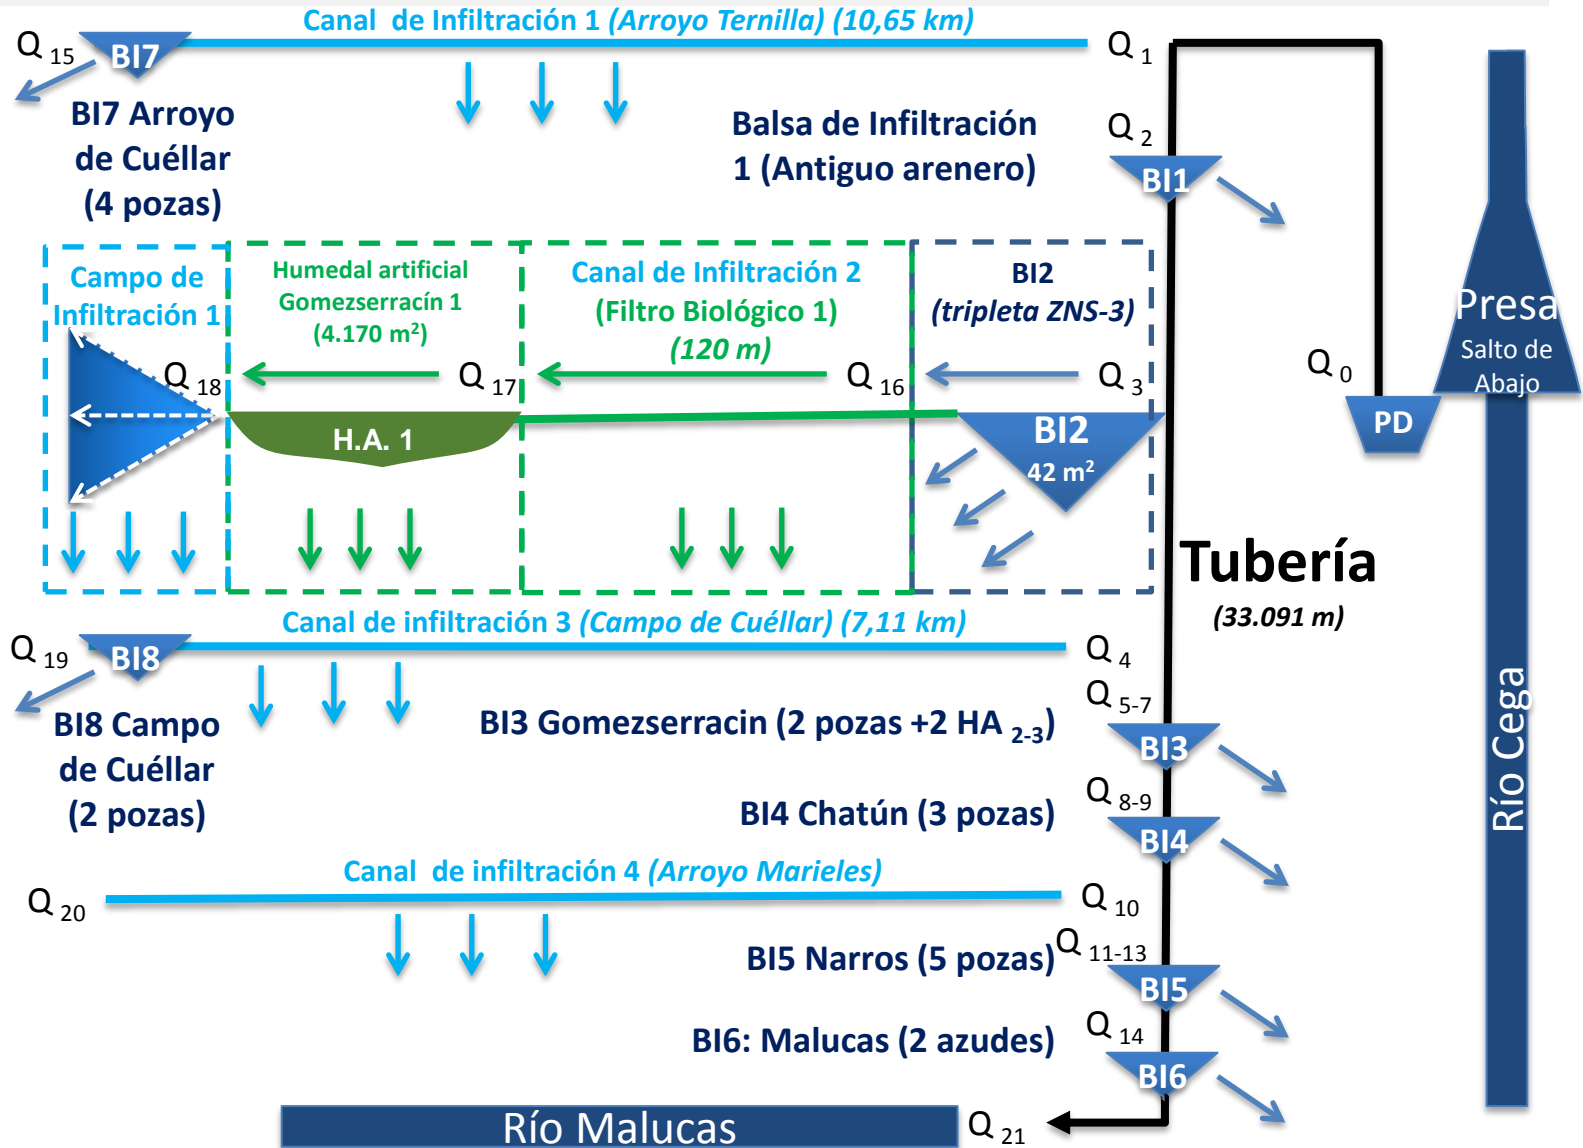 Canal de Infiltración 1 (Arroyo Ternilla) (10,65 km)
Q 15
BI7
Q 1
BI7 Arroyo
de Cuéllar
(4 pozas)
Balsa de Infiltración
1 (Antiguo arenero)
Q 2
BI1
Campo de
Infiltración 1
Humedal artificial
Gomezserracín 1
(4.170 m²)
Canal de Infiltración 2
(Filtro Biológico 1)
(120 m)
BI2
(tripleta ZNS-3)
Presa
Salto de
Abajo
Q 18
Q 17
Q 16
Q 3
Q 0
H.A. 1
BI2
42 m²
PD
Tubería
(33.091 m)
Canal de infiltración 3 (Campo de Cuéllar) (7,11 km)
Q 19
BI8
Q 4
BI8 Campo
de Cuéllar
(2 pozas)
Q 5-7
BI3 Gomezserracin (2 pozas +2 HA 2-3)
BI3
Q 8-9
BI4 Chatún (3 pozas)
BI4
Río Cega
Canal de infiltración 4 (Arroyo Marieles)
Q 20
Q 10
Q 11-13
BI5 Narros (5 pozas)
BI5
Q 14
BI6: Malucas (2 azudes)
BI6
Río Malucas
Q 21